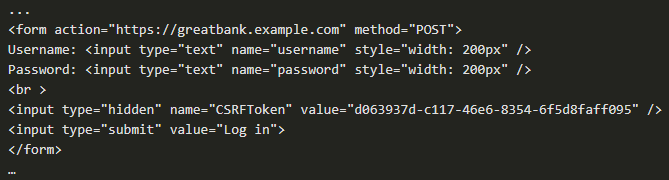 ...
<form action="https://greatbank.example.com" method="POST">
Username: <input type="text" name="username" style="width: 200px" />
Password: <input type="text" name="password" style="width: 200px" />
<br >
<input type="hidden" name="CSRFToken" value="d063937d-c117-46e6-8354-6f5d8faff095" />
<input type="submit" value="Log in">
</form>
…